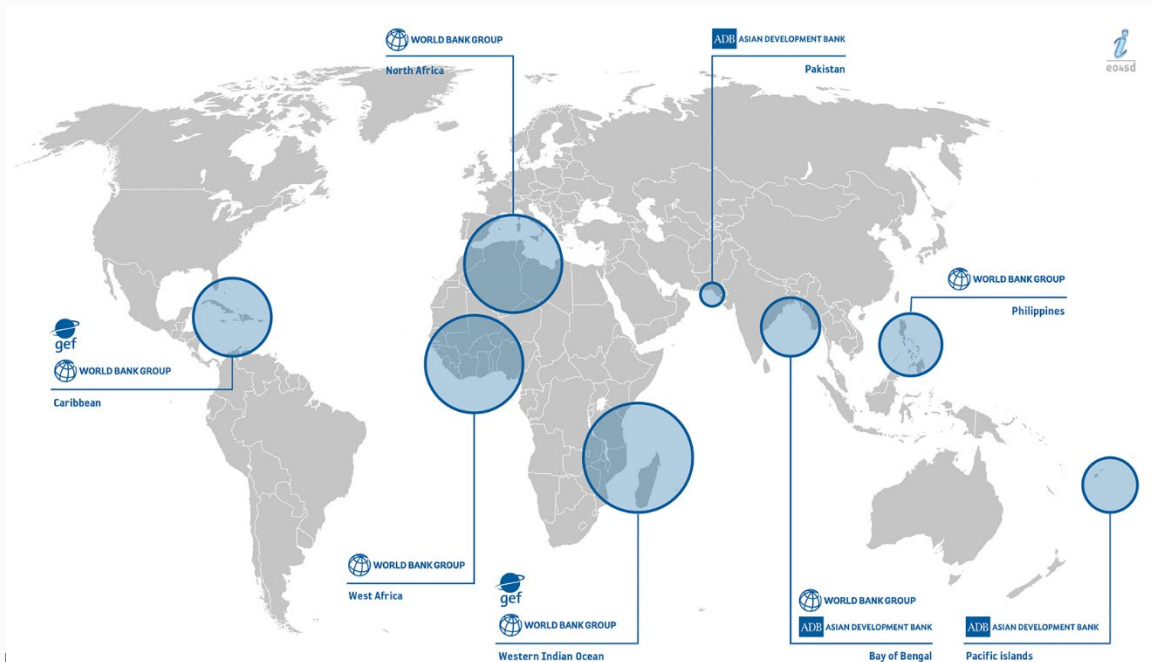 WORLD BANK GROUP
North Africa
ADB ASIAN DEVELOPMENT BANK
Pakistan
eo4sd
WORLD BANK GROUP
Philippines
gef
WORLD BANK GROUP
Caribbean
WORLD BANK GROUP
West Africa
gef
WORLD BANK GROUP
Western Indian Ocean
WORLD BANK GROUP
ADB ASIAN DEVELOPMENT BANK
Bay of Bengal
ADB ASIAN DEVELOPMENT BANK
Pacific islands